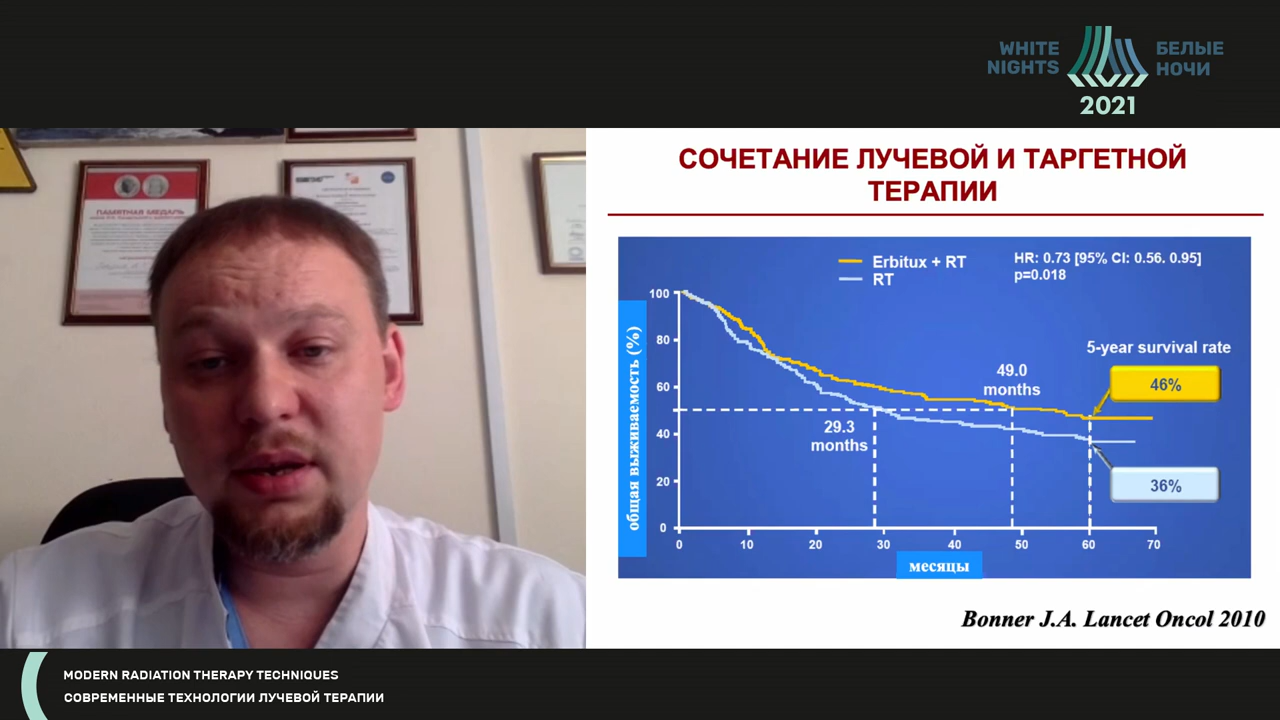 WHITE
NIGHTS
БЕЛЫЕ
НОЧИ
2021
ПАМЯТНАЯ МЕДАЛЬ
СОЧЕТАНИЕ ЛУЧЕВОЙ И ТАРГЕТНОЙ
ТЕРАПИИ
Erbitux + RT
RT
HR: 0.73 [95% CI: 0.56. 0.95]
p=0.018
общая выживаемость (%)
100
80
60
40
20
0
5-year survival rate
49.0
months
46%
29.3
months
36%
0 10 20 30 40 50 60 70
месяцы
Bonner J.A. Lancet Oncol 2010
MODERN RADIATION THERAPY TECHNIQUES
СОВРЕМЕННЫЕ ТЕХНОЛОГИИ ЛУЧЕВОЙ ТЕРАПИИ